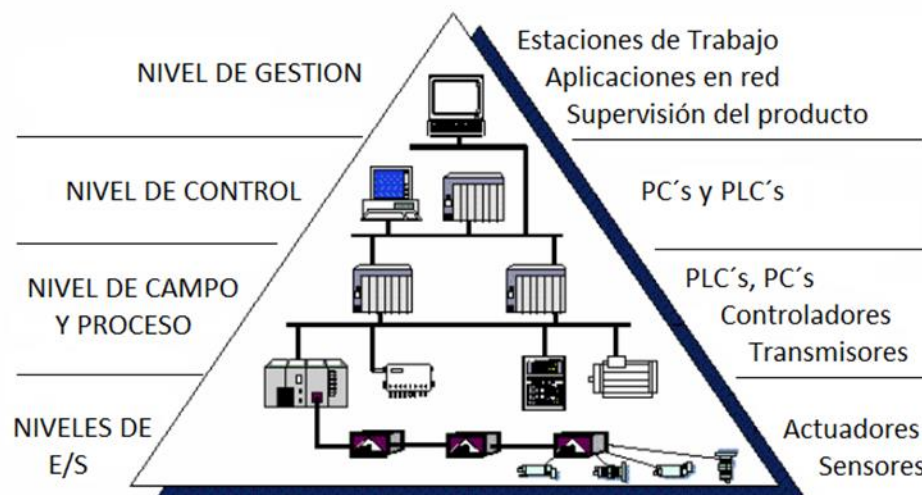 NIVEL DE GESTION
Estaciones de Trabajo
Aplicaciones en red
Supervisión del producto
NIVEL DE CONTROL
PC´s y PLC´s
NIVEL DE CAMPO
Y PROCESO
PLC´s, PC´s
Controladores
Transmisores
NIVELES DE
E/S
Actuadores
Sensores